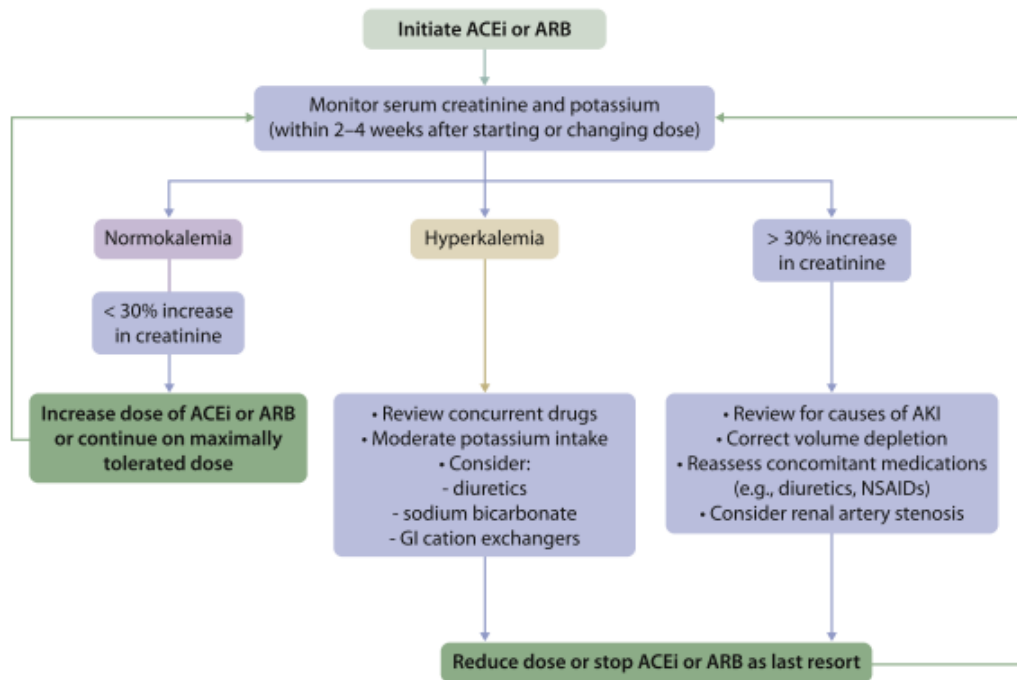 Initiate ACEi or ARB
Monitor serum creatinine and potassium
(within 2–4 weeks after starting or changing dose)
Normokalemia
Hyperkalemia
> 30% increase
in creatinine
< 30% increase
in creatinine
Increase dose of ACEi or ARB
or continue on maximally
tolerated dose
• Review concurrent drugs
• Moderate potassium intake
• Consider:
- diuretics
- sodium bicarbonate
- GI cation exchangers
• Review for causes of AKI
• Correct volume depletion
• Reassess concomitant medications
(e.g., diuretics, NSAIDs)
• Consider renal artery stenosis
Reduce dose or stop ACEi or ARB as last resort